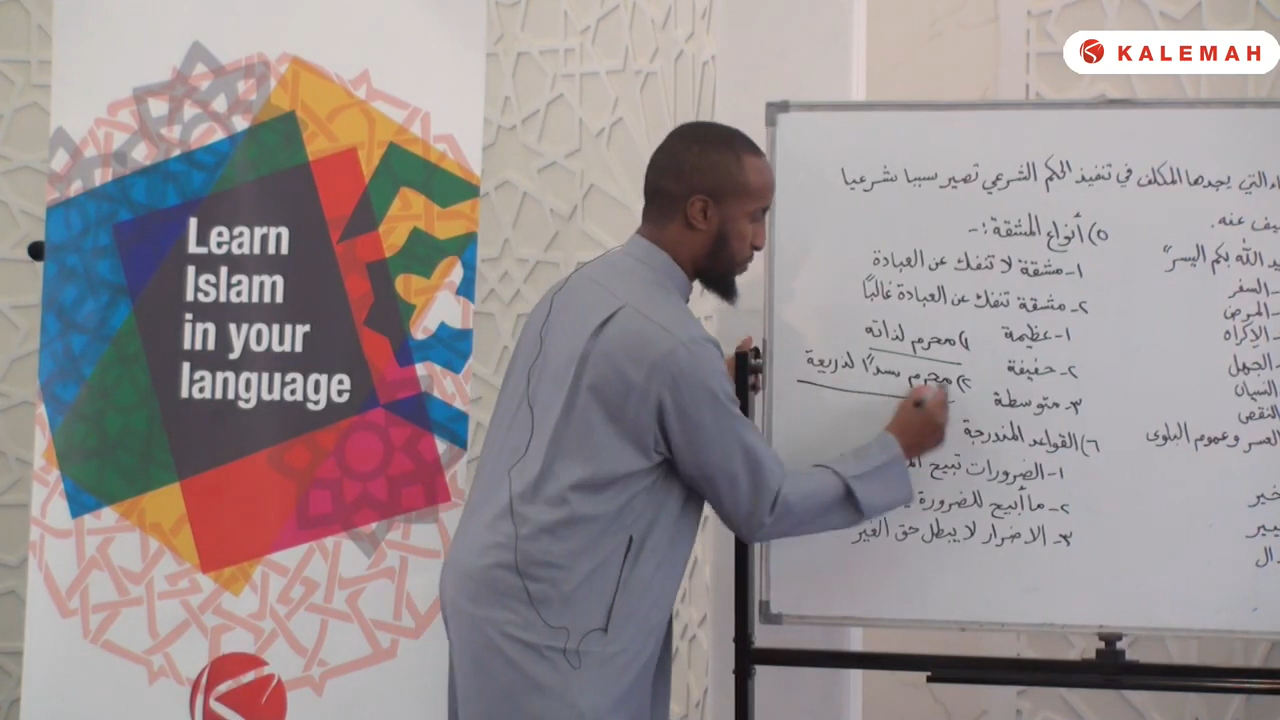 KALEMAH
Learn
Islam
in your
language
التي يجدها المكلف في تنفيذ الحكم الشرعي تصير سببا شرعيا
عنه.
الله بكم اليسر"
السفر
المرض
الإكراه
الجهل
النسيان
النقص
العسر وعموم البلوى
٥) أنواع المشقة :-
١- مشقة لا تنفك عن العبادة
٢- مشقة تنفك عن العبادة غالبًا
١- عظيمة
٢- خفيفة
٣- متوسطة
١) محرم لذاته
٢) محرم سدًا لذريعة
٦) القواعد المندرجة
١- الضرورات تبيح
٢- ما أبيح للضرورة
٣- الاضرار لا يبطل حق الغير